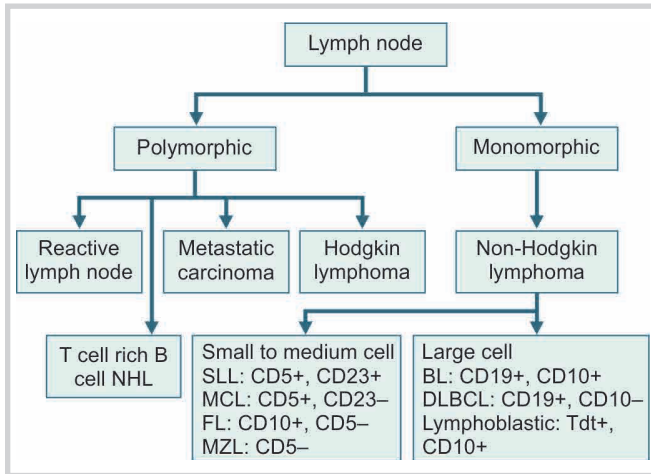 Lymph node
Polymorphic
Monomorphic
Reactive
lymph node
Metastatic
carcinoma
Hodgkin
lymphoma
Non-Hodgkin
lymphoma
T cell rich B
cell NHL
Small to medium cell
SLL: CD5+, CD23+
MCL: CD5+, CD23–
FL: CD10+, CD5–
MZL: CD5–
Large cell
BL: CD19+, CD10+
DLBCL: CD19+, CD10–
Lymphoblastic: Tdt+,
CD10+